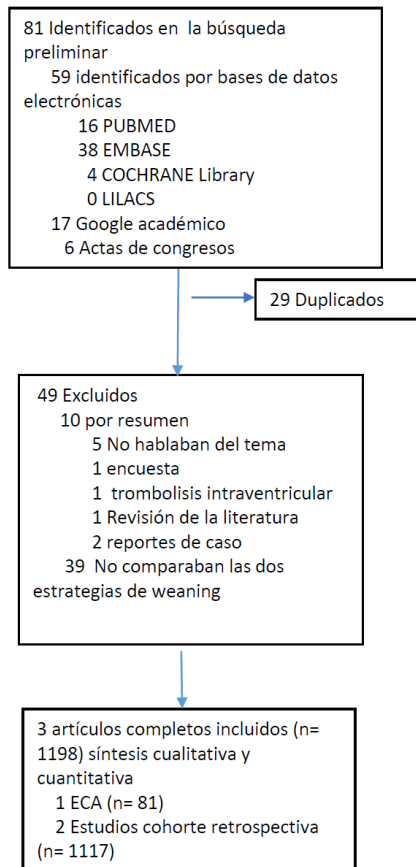 81 Identificados en la búsqueda
preliminar
59 identificados por bases de datos
electrónicas
16 PUBMED
38 EMBASE
4 COCHRANE Library
0 LILACS
17 Google académico
6 Actas de congresos
29 Duplicados
49 Excluidos
10 por resumen
5 No hablaban del tema
1 encuesta
1 trombolisis intraventricular
1 Revisión de la literatura
2 reportes de caso
39 No comparaban las dos
estrategias de weaning
3 artículos completos incluidos (n=
1198) síntesis cualitativa y
cuantitativa
1 ECA (n= 81)
2 Estudios cohorte retrospectiva
(n= 1117)